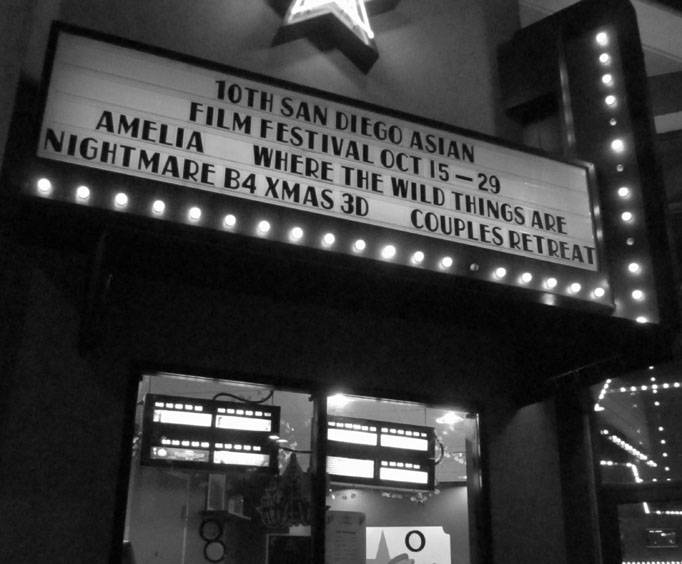 10TH SAN DIEGO ASIAN
FILM FESTIVAL OCT 15 – 29
AMELIA WHERE THE WILD THINGS ARE
NIGHTMARE B4 XMAS 3D COUPLES RETREAT
8
O